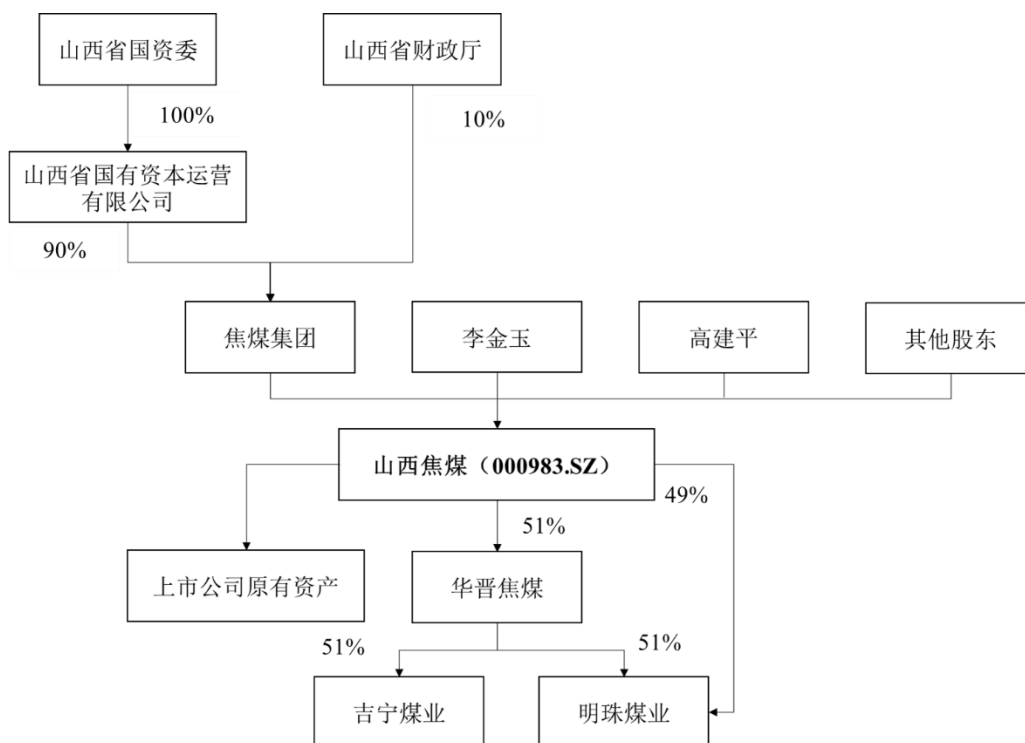 山西省国资委
山西省财政厅
100%
10%
山西省国有资本运营
有限公司
90%
焦煤集团
李金玉
高建平
其他股东
山西焦煤（000983.SZ）
49%
51%
上市公司原有资产
华晋焦煤
51%
51%
吉宁煤业
明珠煤业